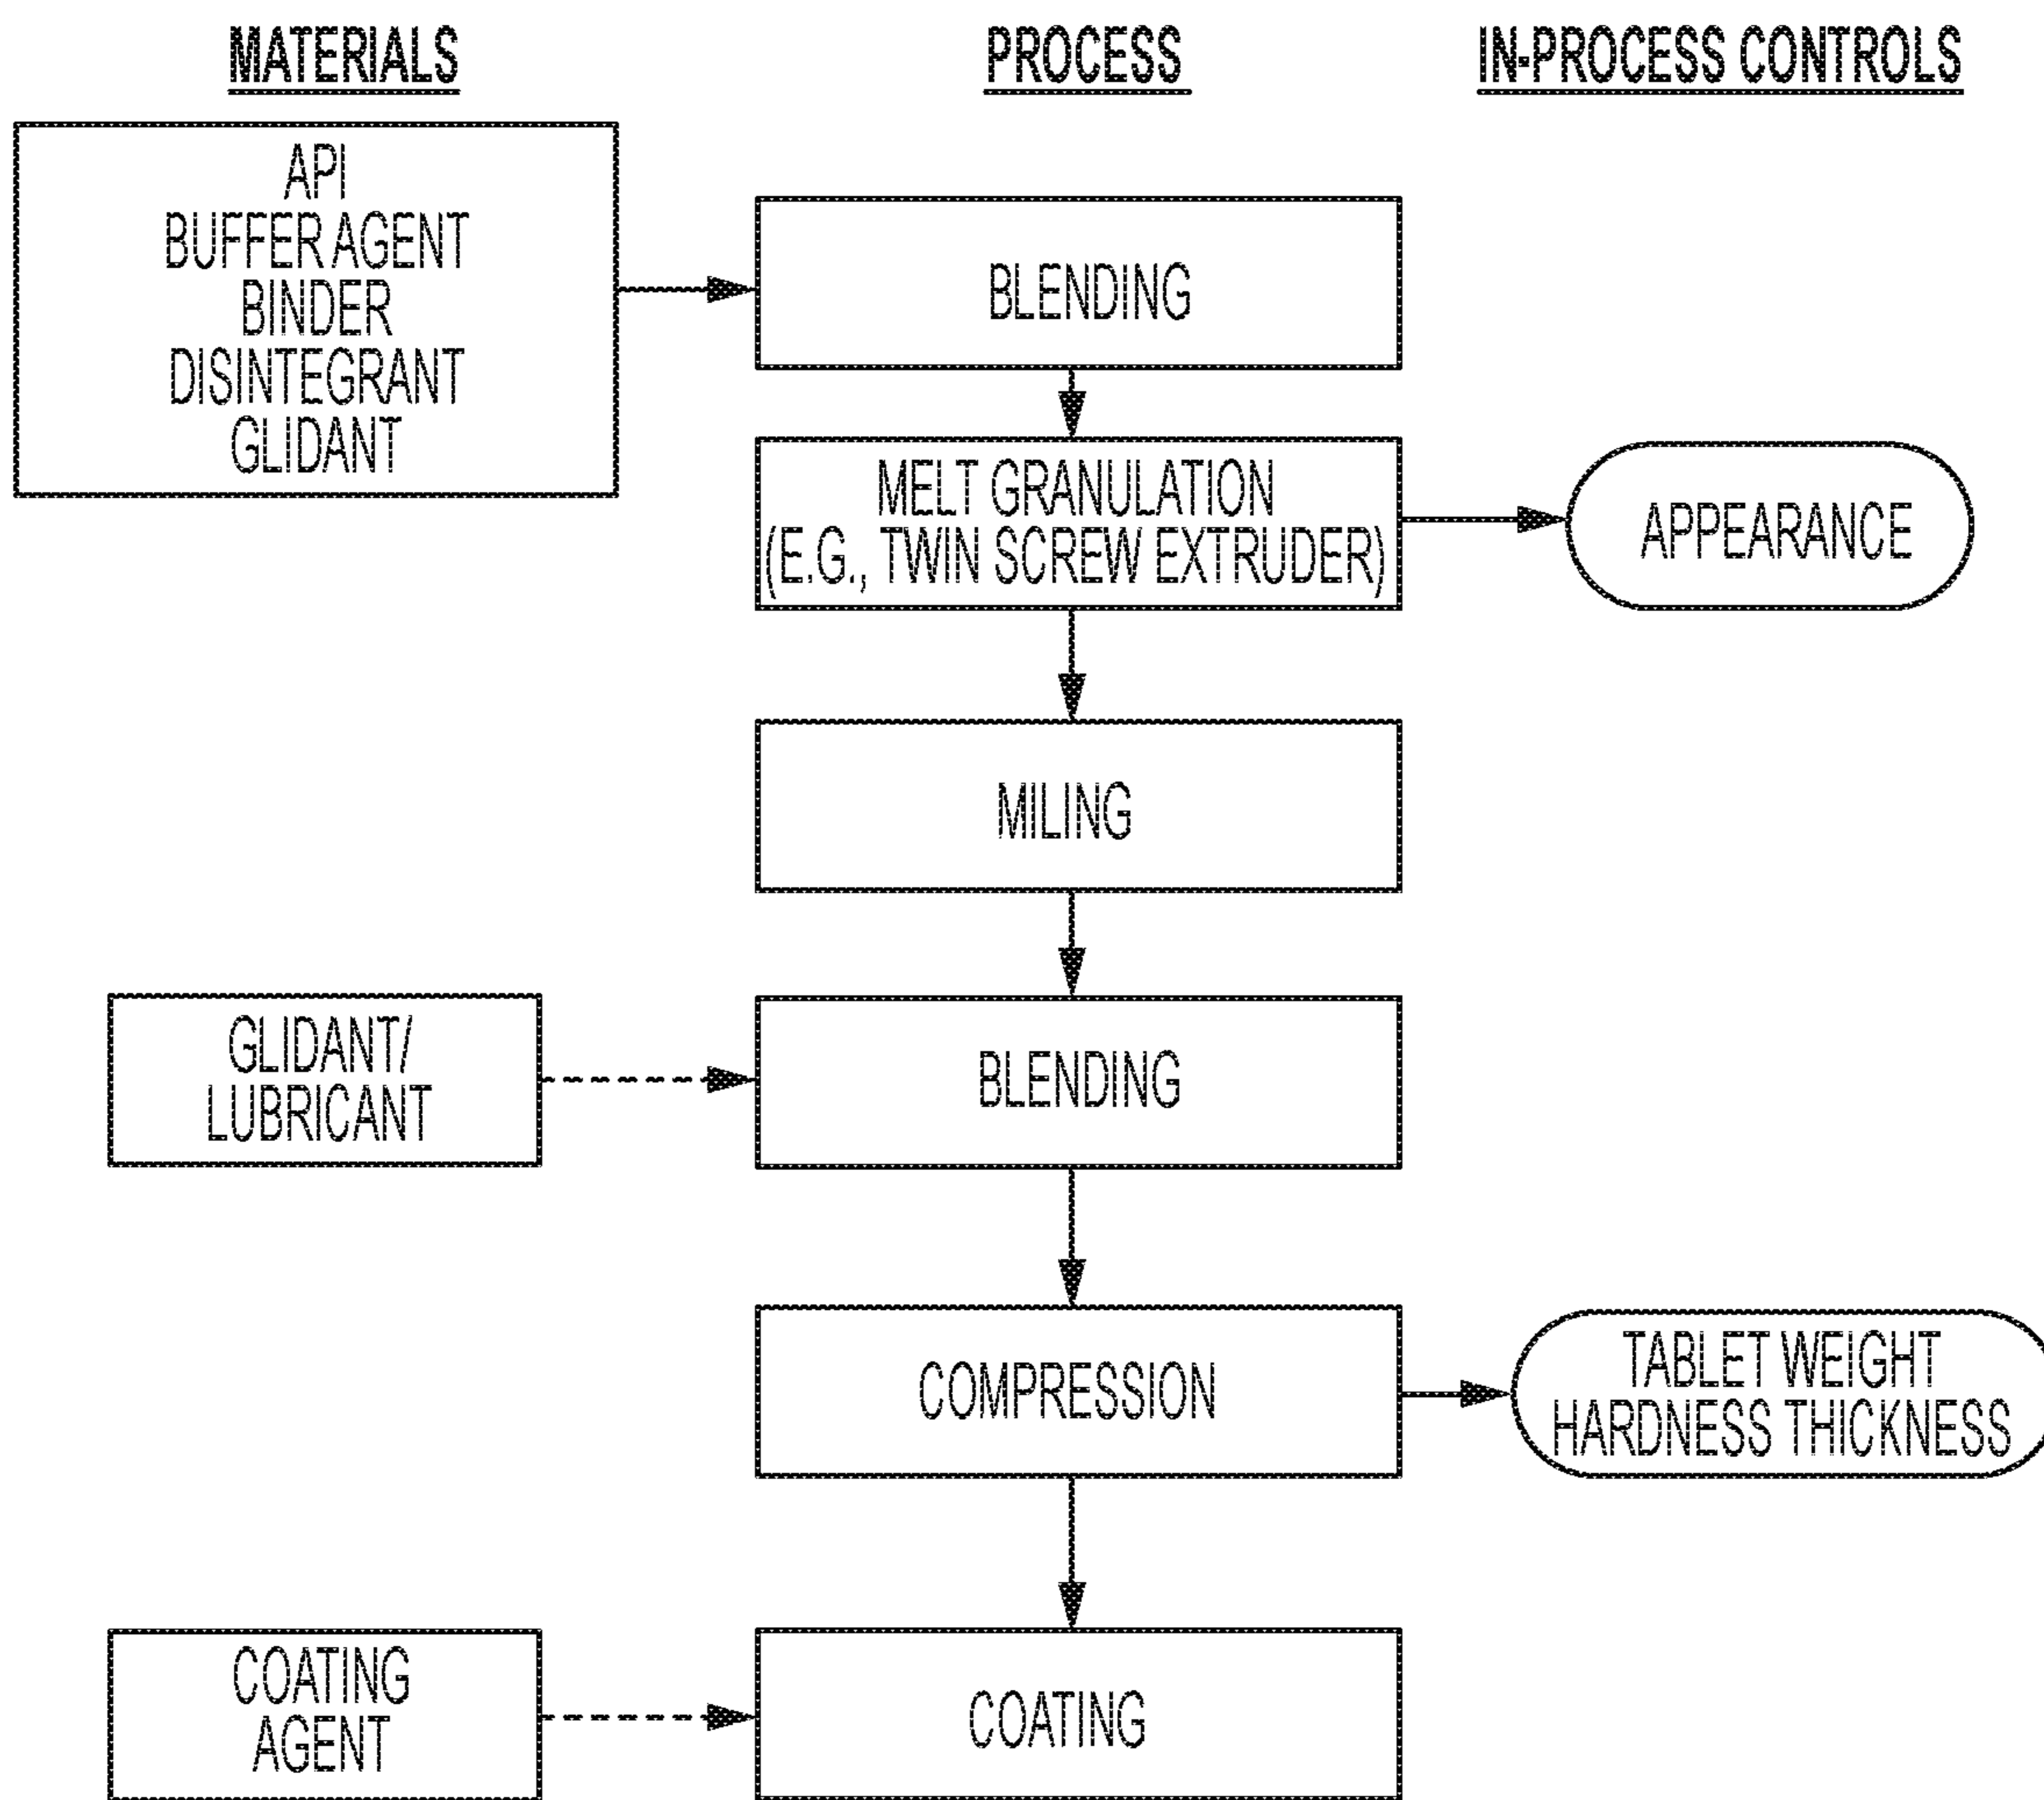 MATERIALS
PROCESS
IN-PROCESS CONTROLS
API
BUFFER AGENT
BINDER
DISINTEGRANT
GLIDANT
BLENDING
MELT GRANULATION
(E.G., TWIN SCREW EXTRUDER)
APPEARANCE
MILING
GLIDANT/
LUBRICANT
BLENDING
COMPRESSION
TABLET WEIGHT
HARDNESS THICKNESS
COATING
AGENT
COATING